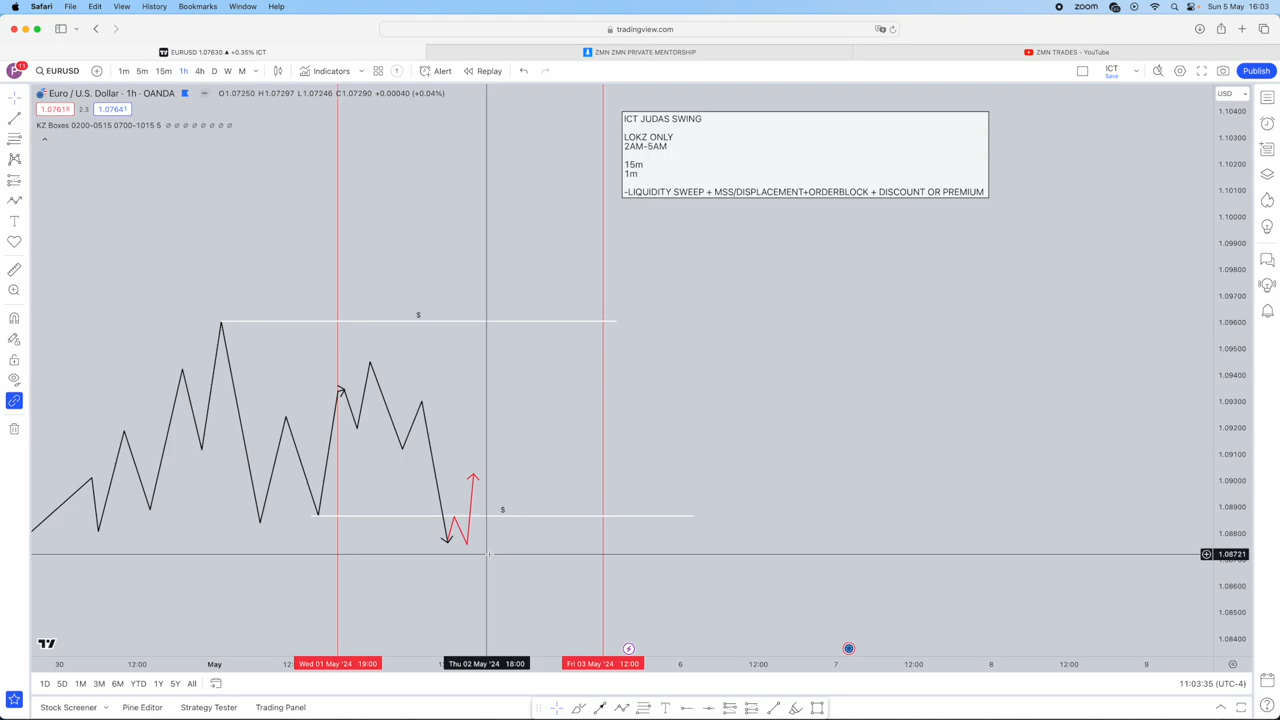 Safari File Edit View History Bookmarks Window Help
zoom Sun 5 May 16:03
tradingview.com
EURUSD 1.07630 ▲ +0.35% ICT
ZMN ZMN PRIVATE MENTORSHIP
ZMN TRADES - YouTube
11
EURUSD 1m 5m 15m 1h 4h D W M Indicators Alert Replay
ICT
Save
Publish
Euro / U.S. Dollar · 1h · OANDA O1.07250 H1.07297 L1.07246 C1.07290 +0.00040 (+0.04%)
USD
1.07618 2.3 1.07641
KZ Boxes 0200-0515 0700-1015 5 ∅ ∅ ∅ ∅ ∅ ∅ ∅ ∅
ICT JUDAS SWING
LOKZ ONLY
2AM-5AM
15m
1m
-LIQUIDITY SWEEP + MSS/DISPLACEMENT+ORDERBLOCK + DISCOUNT OR PREMIUM
$
$
1.10400
1.10300
1.10200
1.10100
1.10000
1.09900
1.09800
1.09700
1.09600
1.09500
1.09400
1.09300
1.09200
1.09100
1.09000
1.08900
1.08800
1.08721
1.08600
1.08500
1.08400
30 12:00 May Wed 01 May '24 19:00 Thu 02 May '24 18:00 Fri 03 May '24 12:00 6 12:00 7 12:00 8 12:00 9
1D 5D 1M 3M 6M YTD 1Y 5Y All
11:03:35 (UTC-4)
Stock Screener Pine Editor Strategy Tester Trading Panel